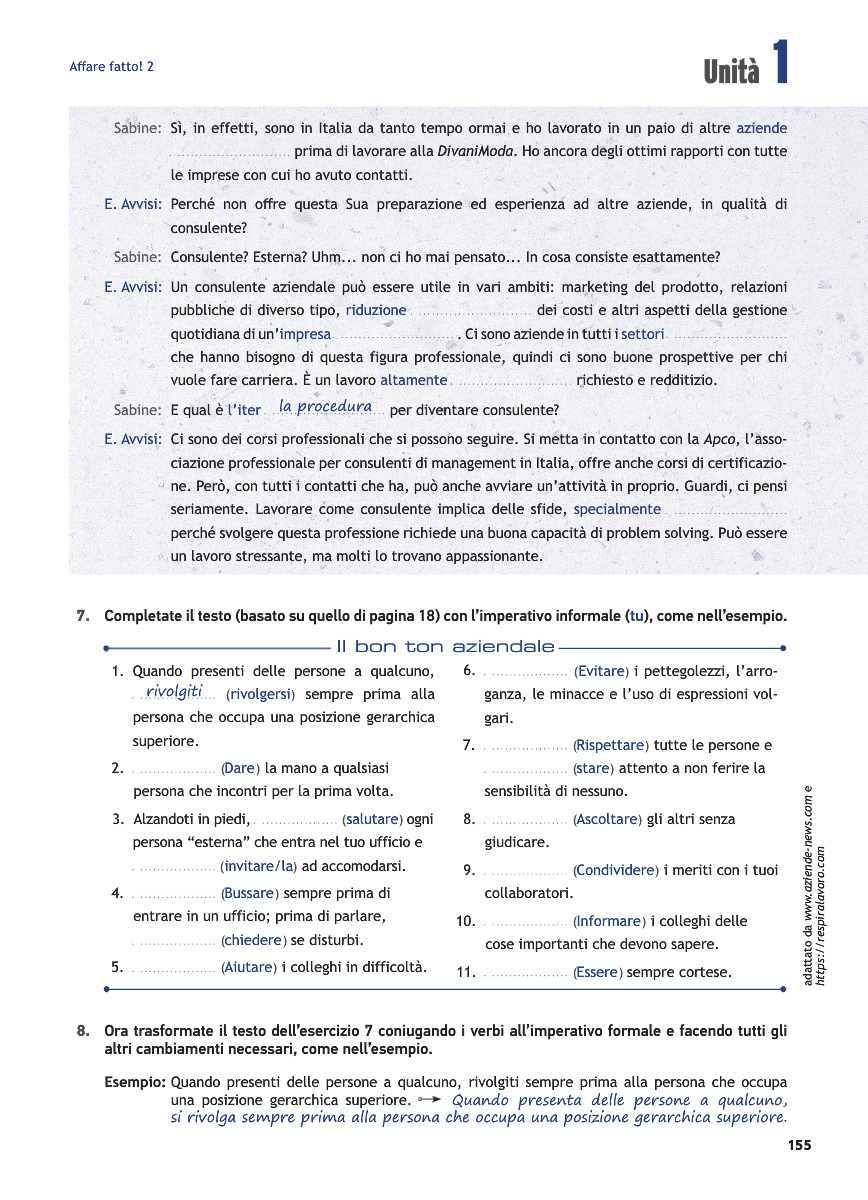 Affare fatto! 2
Unità 1
Sabine: Sì, in effetti, sono in Italia da tanto tempo ormai e ho lavorato in un paio di altre aziende
........................... prima di lavorare alla DivaniModa. Ho ancora degli ottimi rapporti con tutte
le imprese con cui ho avuto contatti.
E. Avvisi: Perché non offre questa Sua preparazione ed esperienza ad altre aziende, in qualità di
consulente?
Sabine: Consulente? Esterna? Uhm... non ci ho mai pensato... In cosa consiste esattamente?
E. Avvisi: Un consulente aziendale può essere utile in vari ambiti: marketing del prodotto, relazioni
pubbliche di diverso tipo, riduzione ........................... dei costi e altri aspetti della gestione
quotidiana di un'impresa ........................... . Ci sono aziende in tutti i settori ...........................
che hanno bisogno di questa figura professionale, quindi ci sono buone prospettive per chi
vuole fare carriera. È un lavoro altamente ........................... richiesto e redditizio.
Sabine: E qual è l'iter la procedura per diventare consulente?
E. Avvisi: Ci sono dei corsi professionali che si possono seguire. Si metta in contatto con la Apco, l'asso-
ciazione professionale per consulenti di management in Italia, offre anche corsi di certificazio-
ne. Però, con tutti i contatti che ha, può anche avviare un'attività in proprio. Guardi, ci pensi
seriamente. Lavorare come consulente implica delle sfide, specialmente ...........................
perché svolgere questa professione richiede una buona capacità di problem solving. Può essere
un lavoro stressante, ma molti lo trovano appassionante.
7. Completate il testo (basato su quello di pagina 18) con l'imperativo informale (tu), come nell'esempio.
Il bon ton aziendale
1. Quando presenti delle persone a qualcuno,
rivolgiti (rivolgersi) sempre prima alla
persona che occupa una posizione gerarchica
superiore.
2. ................... (Dare) la mano a qualsiasi
persona che incontri per la prima volta.
3. Alzandoti in piedi, ................... (salutare) ogni
persona "esterna" che entra nel tuo ufficio e
................... (invitare/la) ad accomodarsi.
4. ................... (Bussare) sempre prima di
entrare in un ufficio; prima di parlare,
................... (chiedere) se disturbi.
5. ................... (Aiutare) i colleghi in difficoltà.
6. ................... (Evitare) i pettegolezzi, l'arro-
ganza, le minacce e l'uso di espressioni vol-
gari.
7. ................... (Rispettare) tutte le persone e
................... (stare) attento a non ferire la
sensibilità di nessuno.
8. ................... (Ascoltare) gli altri senza
giudicare.
9. ................... (Condividere) i meriti con i tuoi
collaboratori.
10. ................... (Informare) i colleghi delle
cose importanti che devono sapere.
11. ................... (Essere) sempre cortese.
adattato da www.aziende-news.com e
https://respiralavoro.com
8. Ora trasformate il testo dell'esercizio 7 coniugando i verbi all'imperativo formale e facendo tutti gli
altri cambiamenti necessari, come nell'esempio.
Esempio: Quando presenti delle persone a qualcuno, rivolgiti sempre prima alla persona che occupa
una posizione gerarchica superiore. Quando presenta delle persone a qualcuno,
si rivolga sempre prima alla persona che occupa una posizione gerarchica superiore.
155